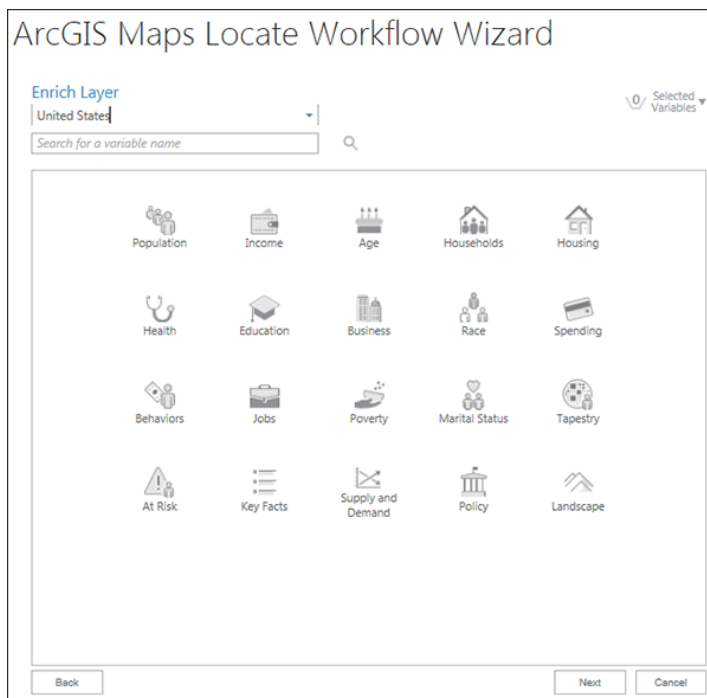 ArcGIS Maps Locate Workflow Wizard
Enrich Layer
United States
0 Selected Variables
Search for a variable name
Population Income Age Households Housing
Health Education Business Race Spending
Behaviors Jobs Poverty Marital Status Tapestry
At Risk Key Facts Supply and Demand Policy Landscape
Back Next Cancel